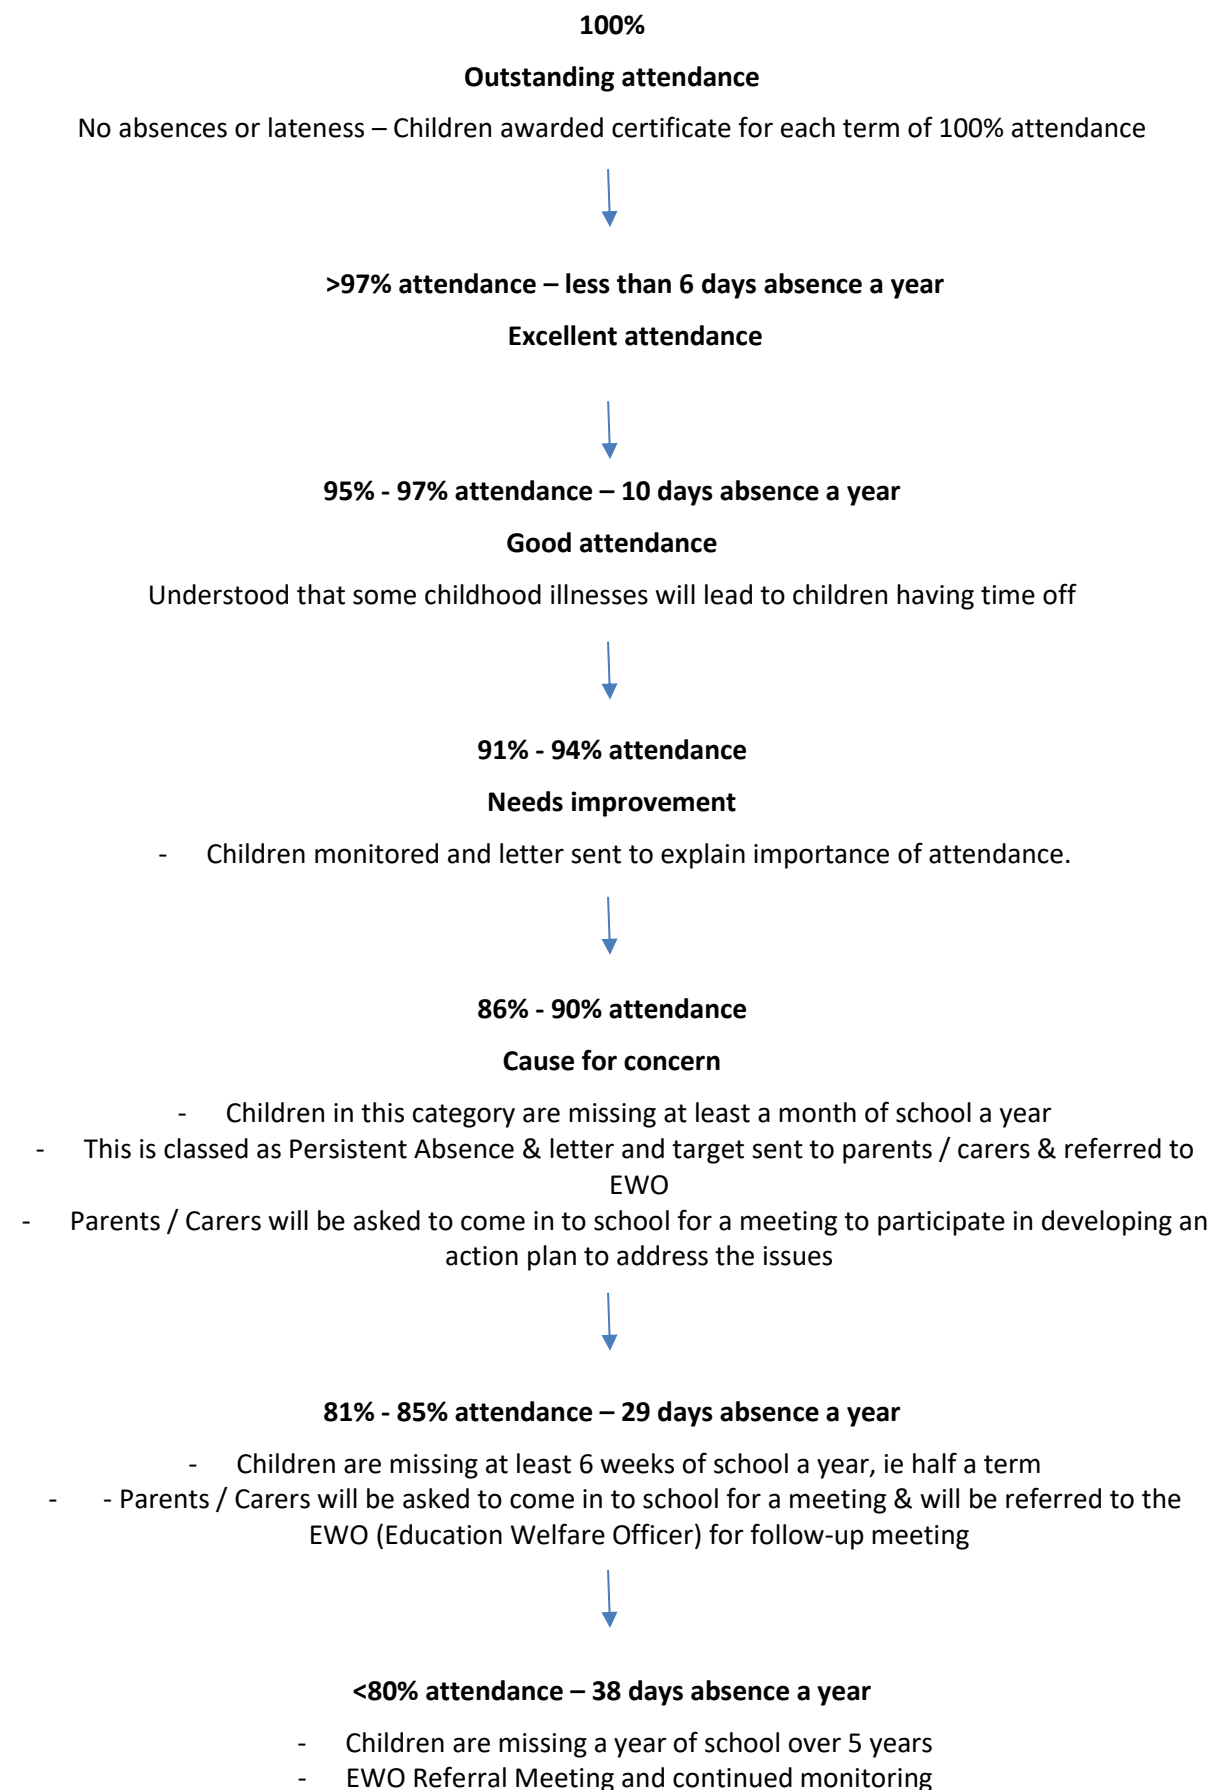 100%
Outstanding attendance
No absences or lateness – Children awarded certificate for each term of 100% attendance
>97% attendance – less than 6 days absence a year
Excellent attendance
95% - 97% attendance – 10 days absence a year
Good attendance
Understood that some childhood illnesses will lead to children having time off
91% - 94% attendance
Needs improvement
- Children monitored and letter sent to explain importance of attendance.
86% - 90% attendance
Cause for concern
- Children in this category are missing at least a month of school a year
- This is classed as Persistent Absence & letter and target sent to parents / carers & referred to
EWO
- Parents / Carers will be asked to come in to school for a meeting to participate in developing an
action plan to address the issues
81% - 85% attendance – 29 days absence a year
- Children are missing at least 6 weeks of school a year, ie half a term
- - Parents / Carers will be asked to come in to school for a meeting & will be referred to the
EWO (Education Welfare Officer) for follow-up meeting
<80% attendance – 38 days absence a year
- Children are missing a year of school over 5 years
- EWO Referral Meeting and continued monitoring